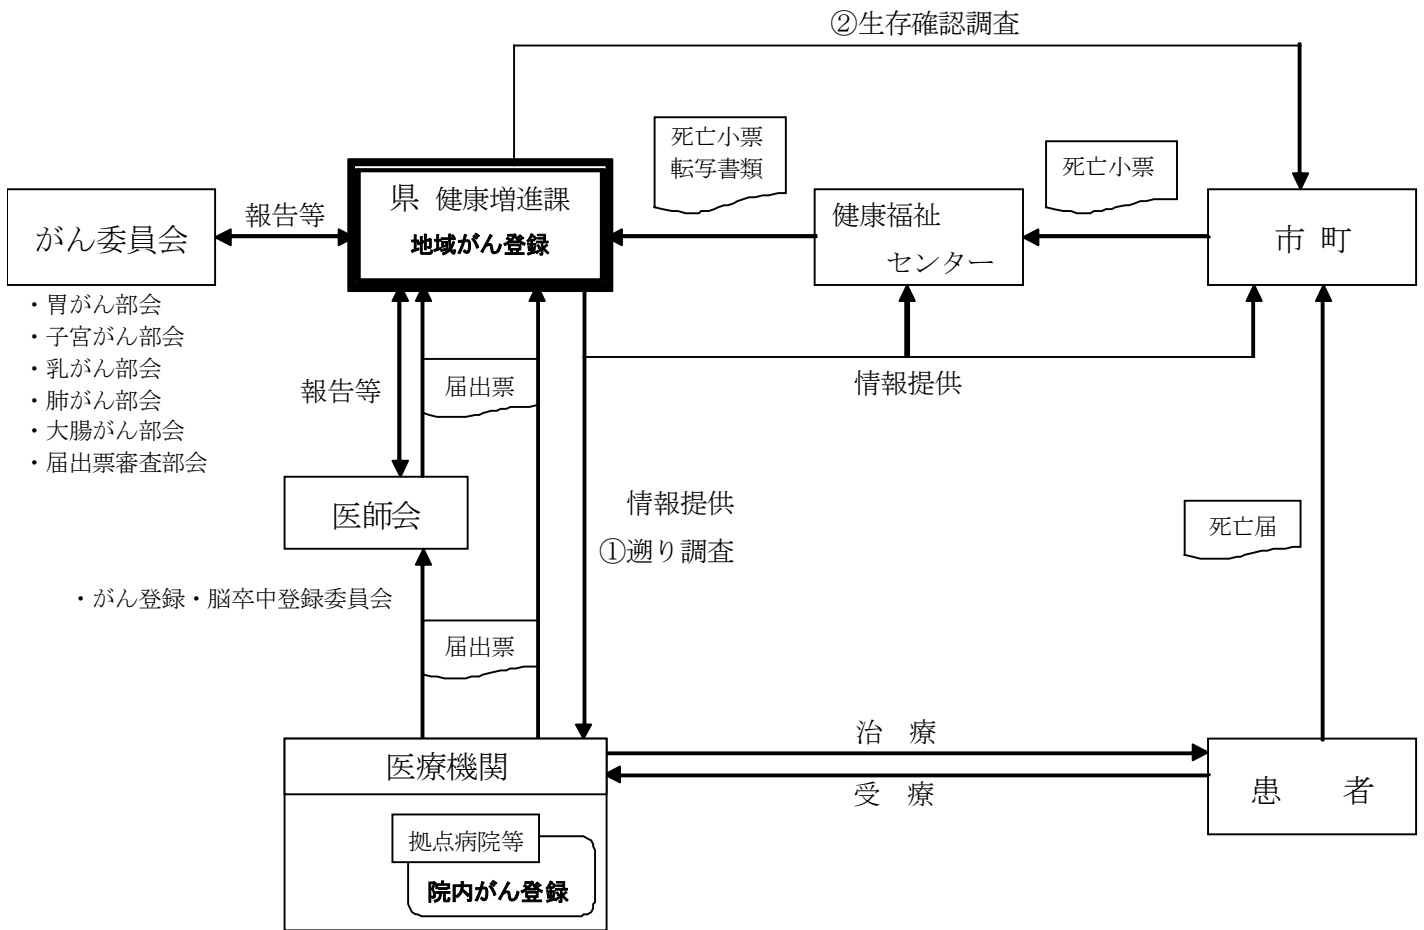 ②生存確認調査
死亡小票
転写書類
死亡小票
県 健康増進課
地域がん登録
がん委員会
報告等
健康福祉
センター
市 町
・胃がん部会
・子宮がん部会
・乳がん部会
・肺がん部会
・大腸がん部会
・届出票審査部会
報告等
届出票
情報提供
医師会
情報提供
①遡り調査
死亡届
・がん登録・脳卒中登録委員会
届出票
医療機関
治 療
受 療
患 者
拠点病院等
院内がん登録